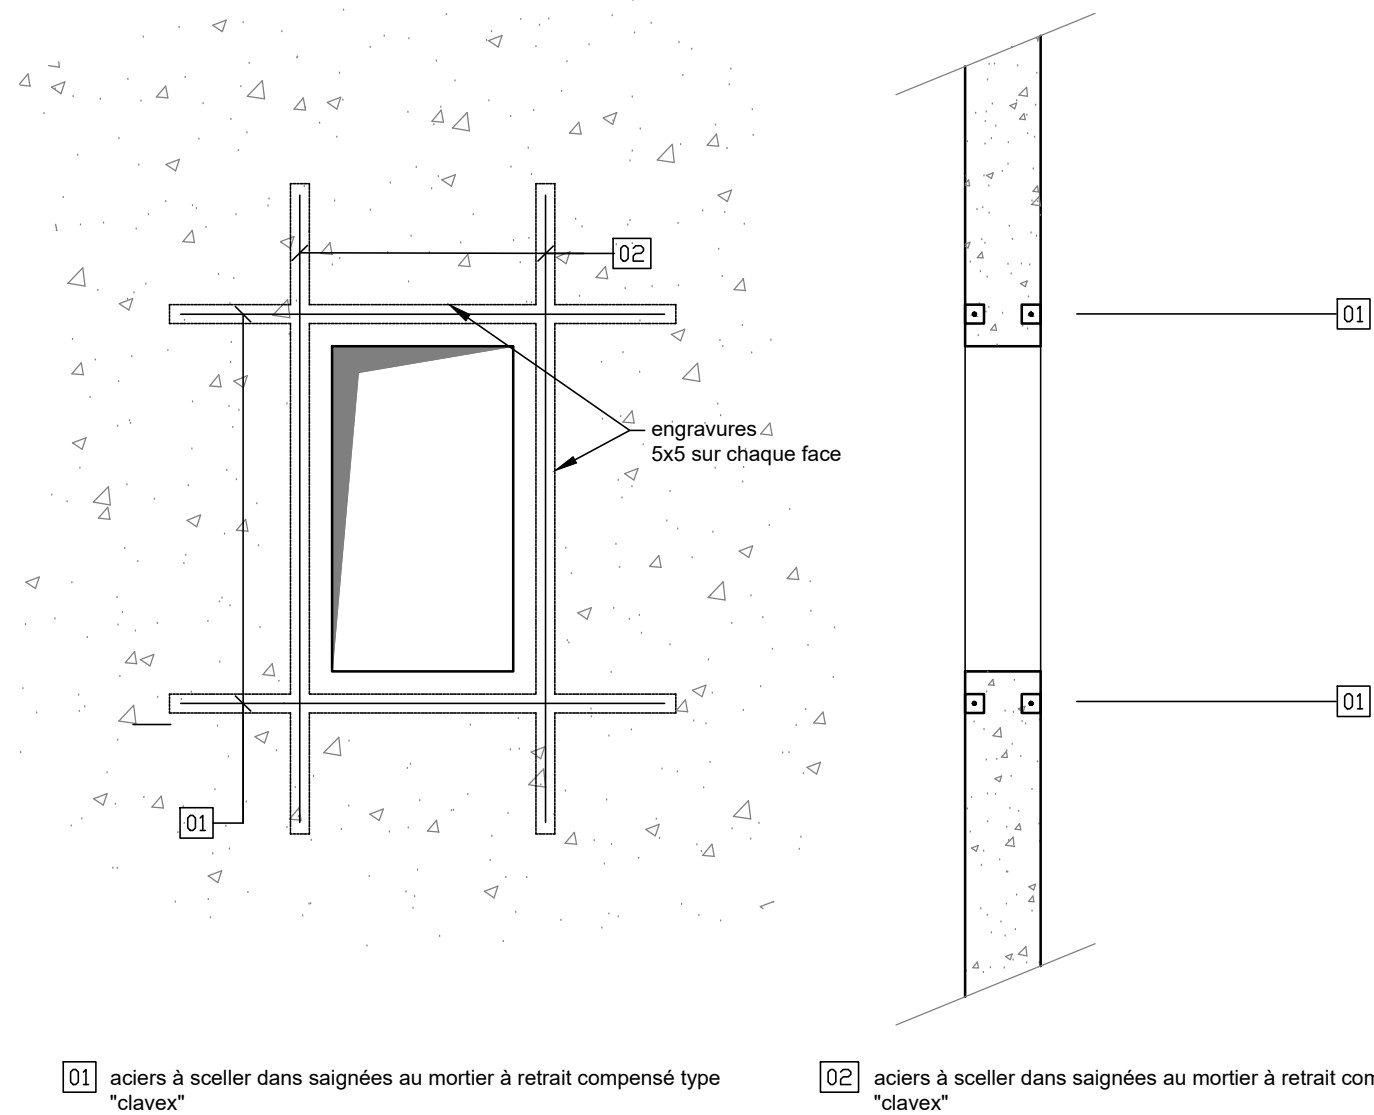 02
01
engravures
5x5 sur chaque face
01
01
01 aciers à sceller dans saignées au mortier à retrait compensé type
"clavex"
02 aciers à sceller dans saignées au mortier à retrait
"clavex"